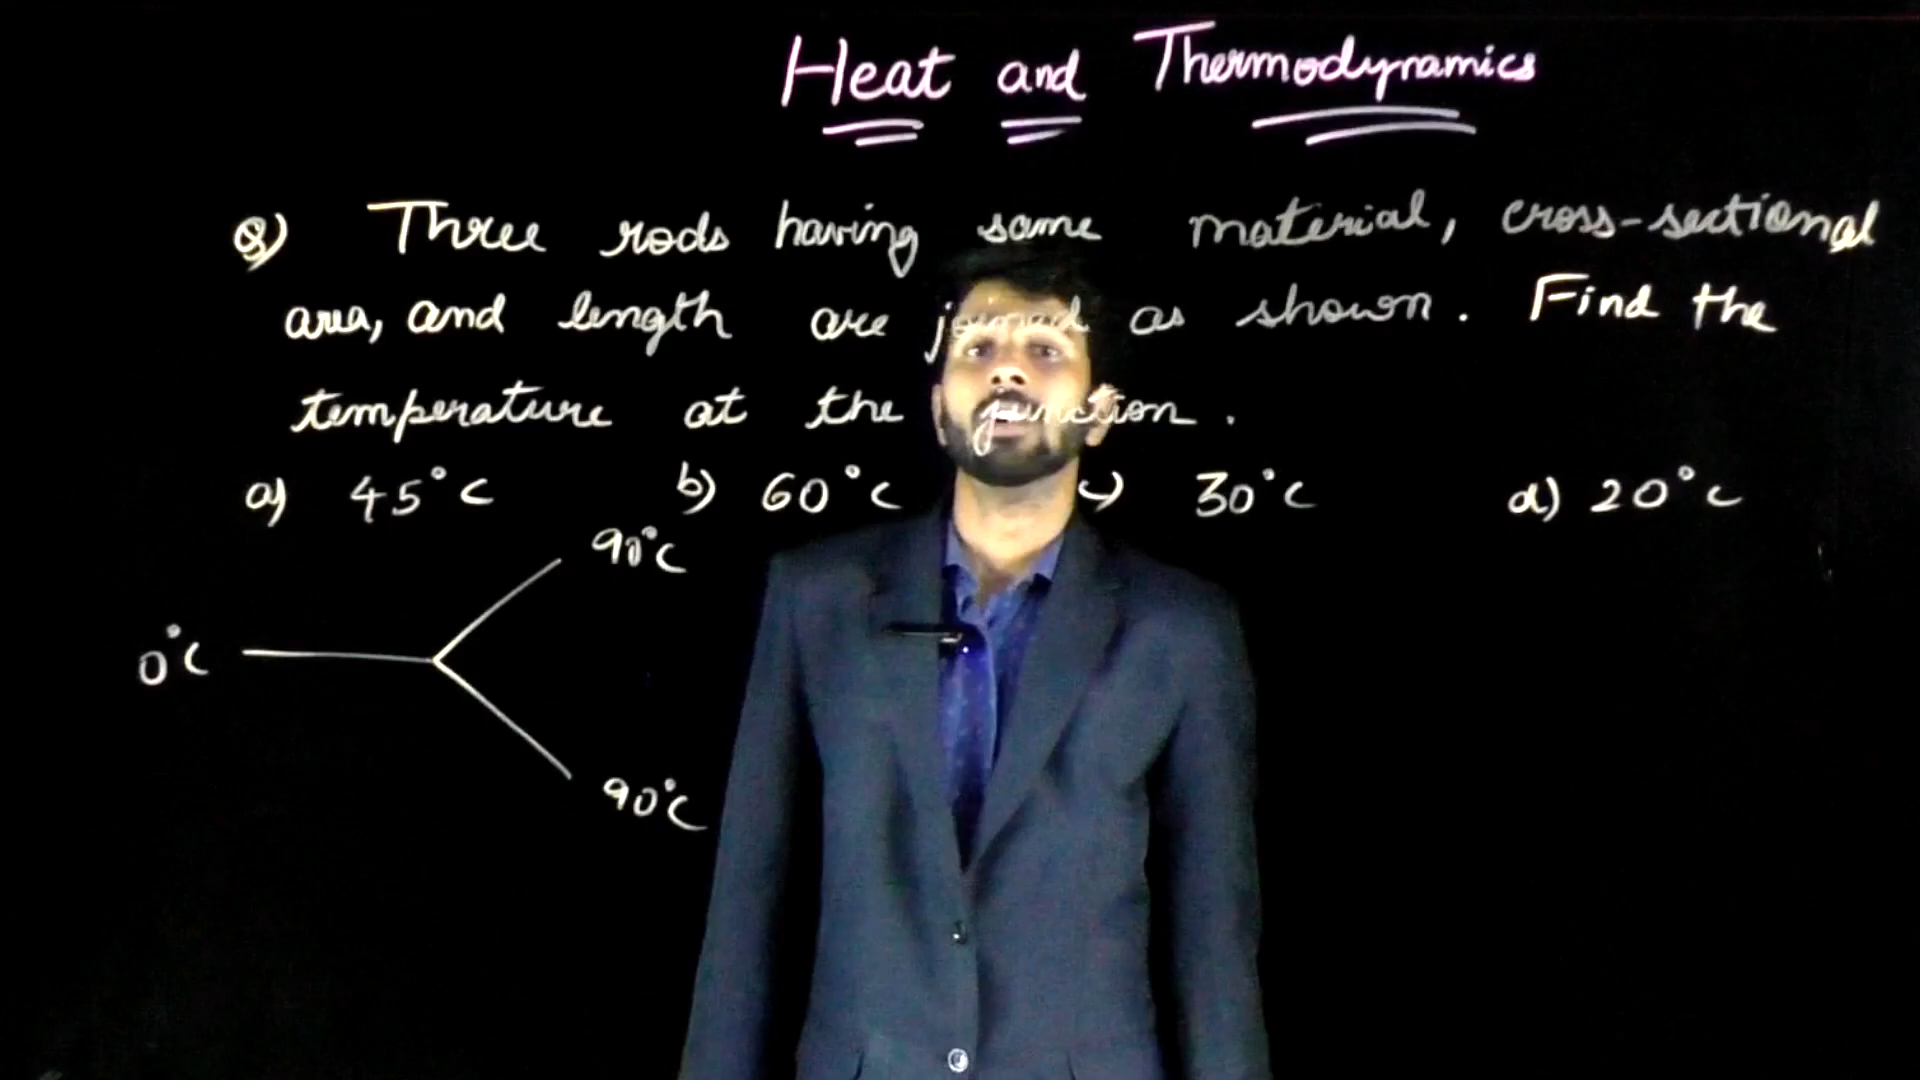 Heat and Thermodynamics
Q) Three rods having same material, cross-sectional
area, and length are joined as shown. Find the
temperature at the junction.
a) 45°C b) 60°C c) 30°C d) 20°C
90°C
0°C
90°C